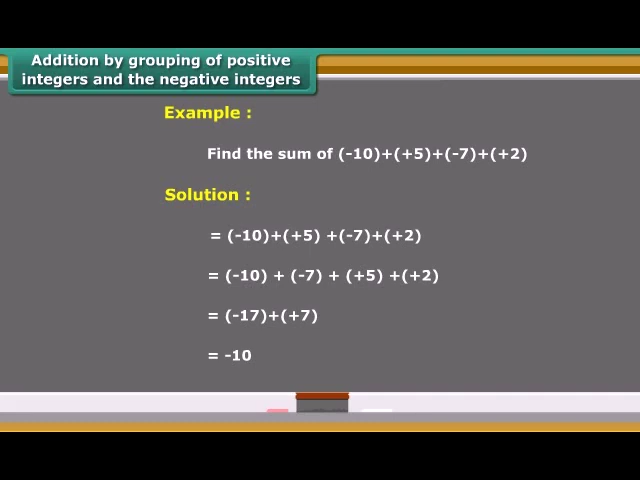 Addition by grouping of positive
integers and the negative integers
Example :
Find the sum of (-10)+(+5)+(-7)+(+2)
Solution :
= (-10)+(+5) +(-7)+(+2)
= (-10) + (-7) + (+5) +(+2)
= (-17)+(+7)
= -10